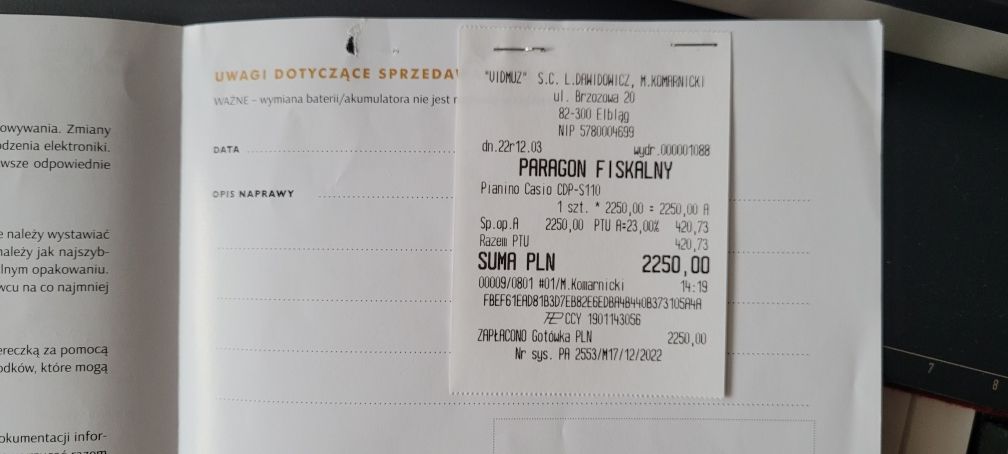 owywania. Zmiany
odzenia elektroniki.
wsze odpowiednie
e należy wystawiać
należy jak najszyb-
lnym opakowaniu.
wcu na co najmniej
ereczką za pomocą
odków, które mogą
okumentacji infor-
UWAGI DOTYCZĄCE SPRZEDA
WAŻNE – wymiana baterii/akumulatora nie jest
DATA
OPIS NAPRAWY
"VIDMUZ" S.C. L.DAWIDOWICZ, M.KOMARNICKI
ul. Brzozowa 20
82-300 Elbląg
NIP 5780004699
dn.22r12.03 wydr.000001088
PARAGON FISKALNY
Pianino Casio CDP-S110
1 szt. * 2250,00 = 2250,00 A
Sp.op.A 2250,00 PTU A=23,00% 420,73
Razem PTU 420,73
SUMA PLN 2250,00
00009/0801 #01/M.Komarnicki 14:19
FBEF61EAD81B3D7EB82E6EDBA4B440B373105A4A
CCY 1901143056
ZAPŁACONO Gotówka PLN 2250,00
Nr sys. PA 2553/M17/12/2022
7
8